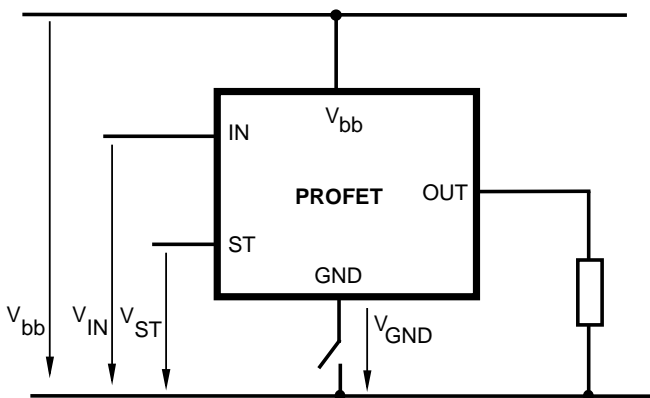 Vbb
IN
PROFET
OUT
ST
GND
Vbb
VIN
VST
VGND